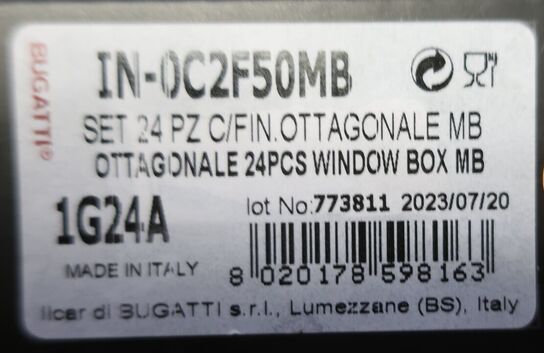 BUGATTI®
IN-OC2F50MB
SET 24 PZ C/FIN.OTTAGONALE MB
OTTAGONALE 24PCS WINDOW BOX MB
1G24A
lot No:773811 2023/07/20
MADE IN ITALY
8 020178 598163
ilcar di BUGATTI s.r.l., Lumezzane (BS), Italy